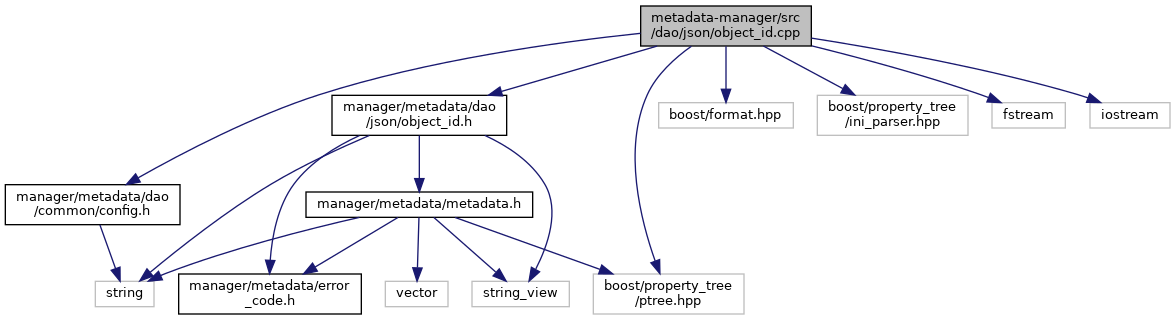 metadata-manager/src
/dao/json/object_id.cpp
manager/metadata/dao
/json/object_id.h
boost/format.hpp
boost/property_tree
/ini_parser.hpp
fstream
iostream
manager/metadata/dao
/common/config.h
manager/metadata/metadata.h
string
manager/metadata/error
_code.h
vector
string_view
boost/property_tree
/ptree.hpp